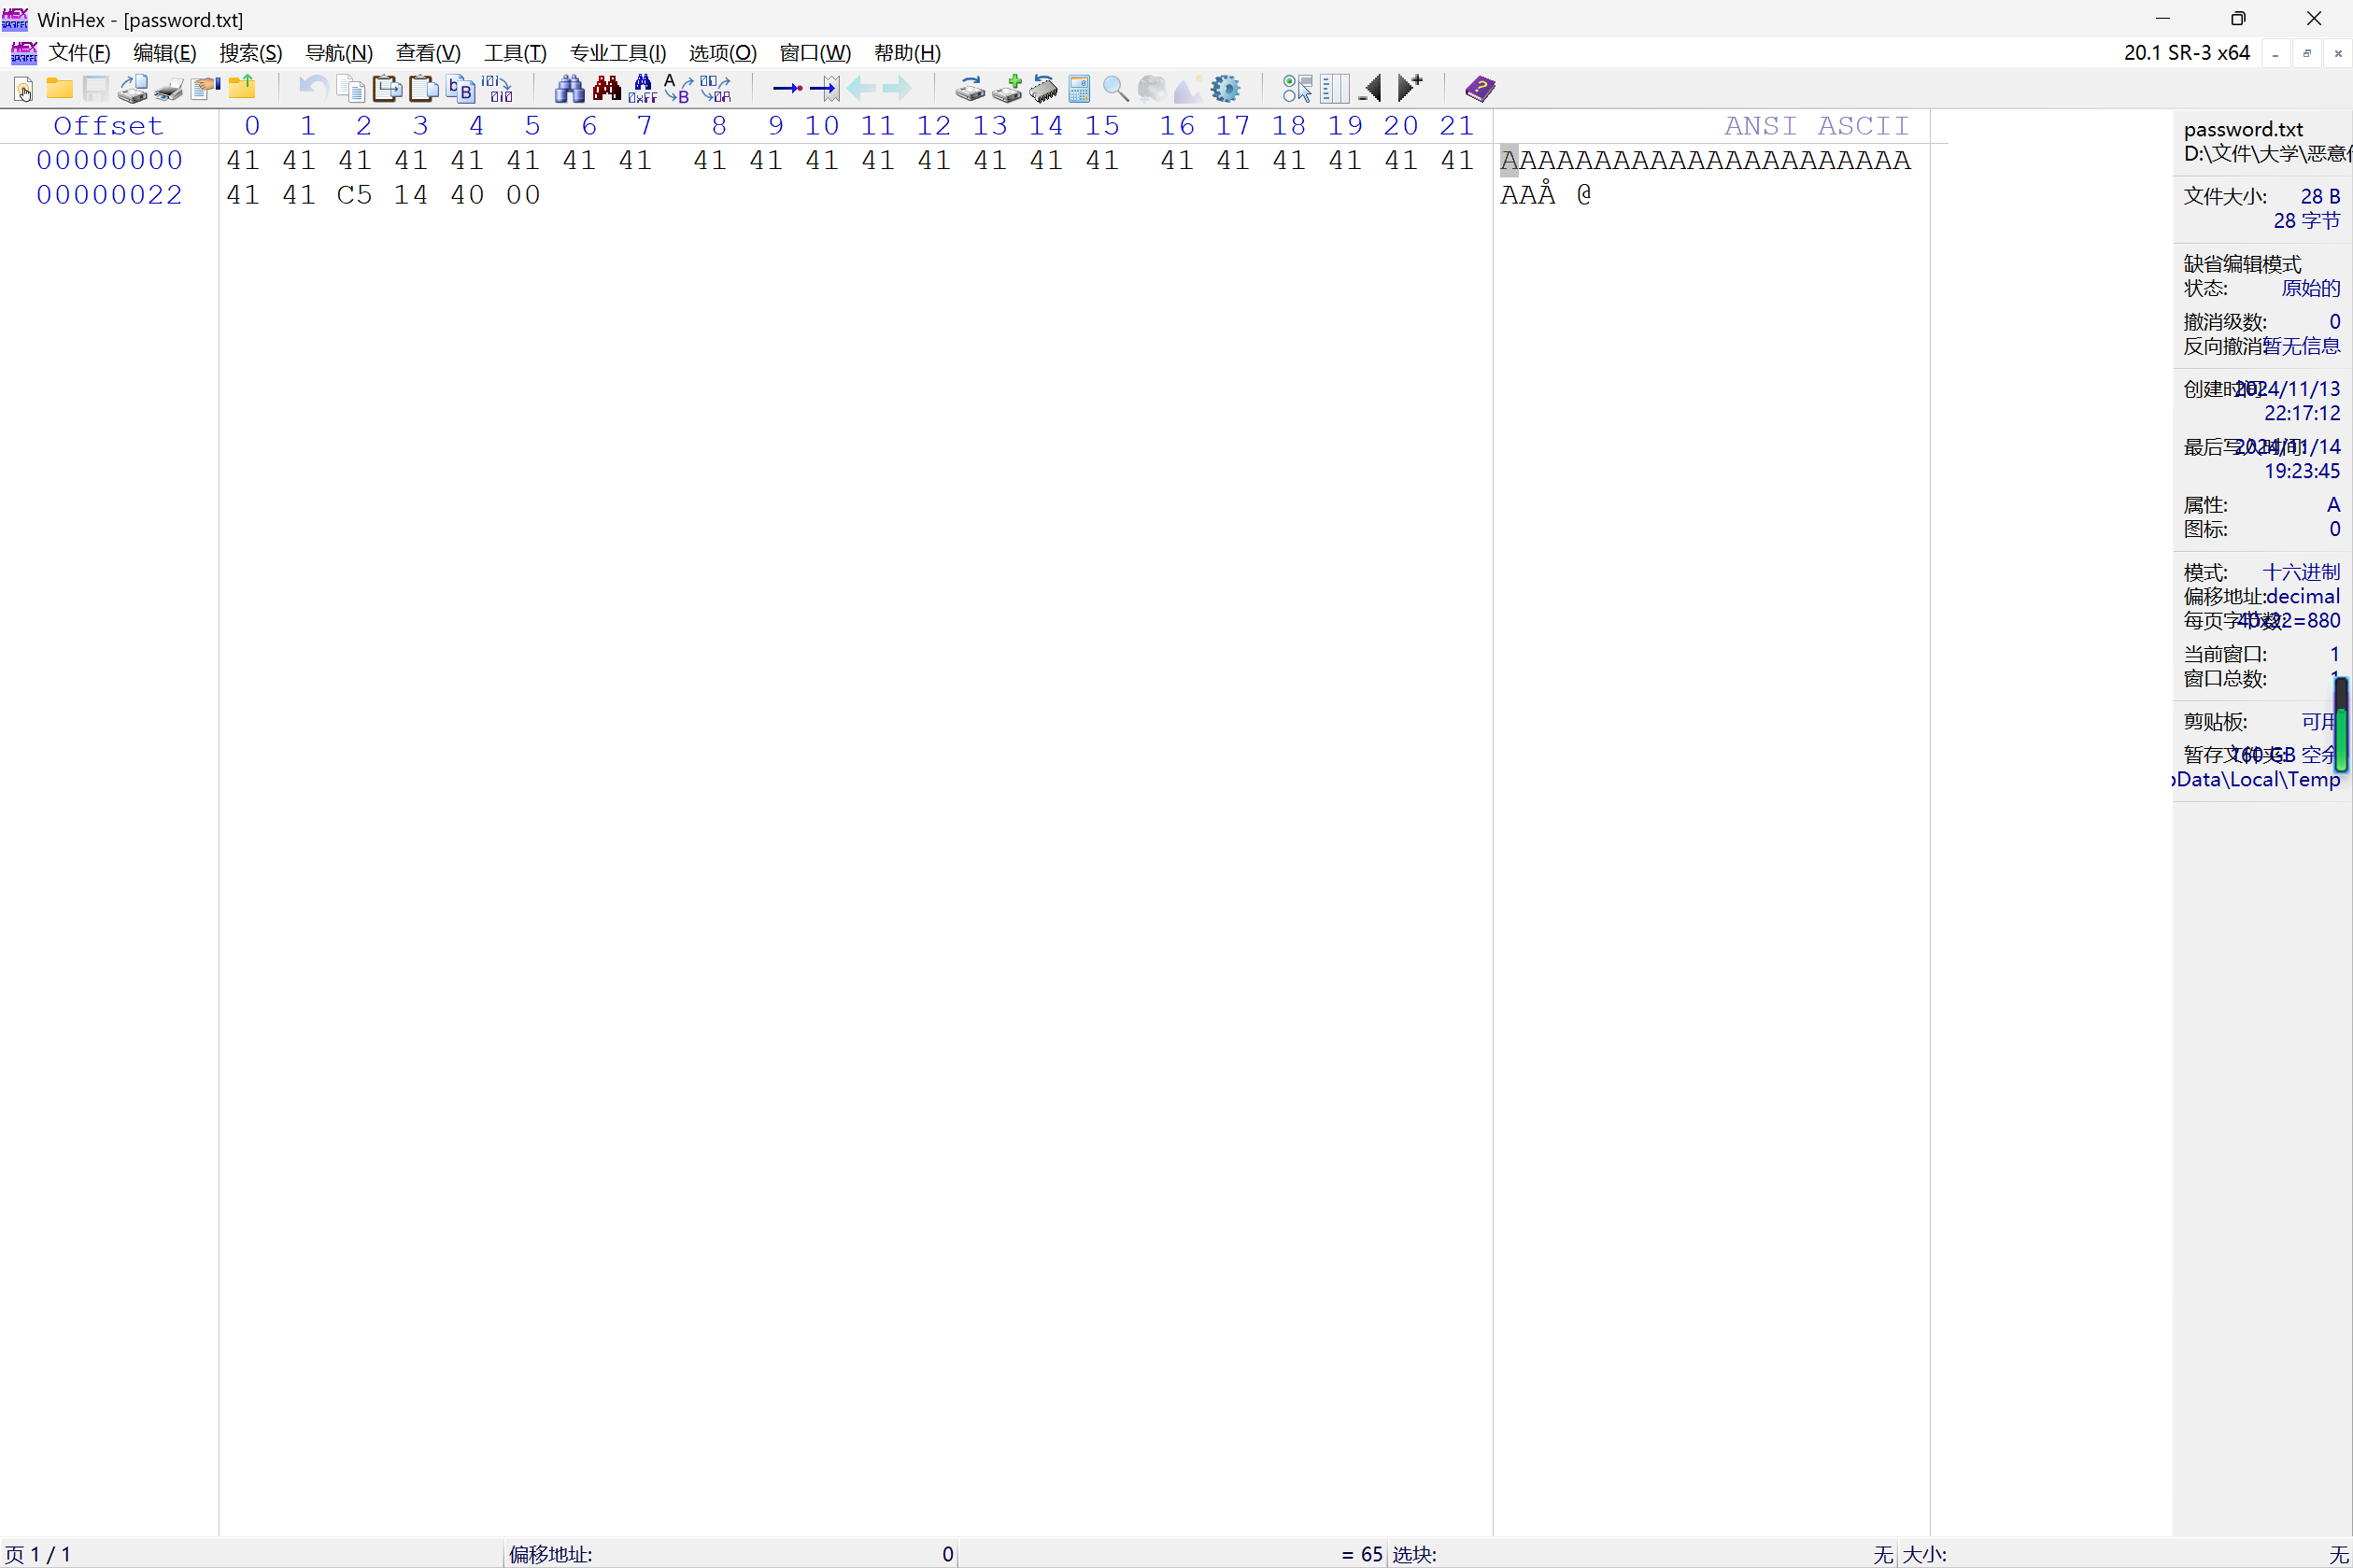 WinHex - [password.txt]
文件(F) 编辑(E) 搜索(S) 导航(N) 查看(V) 工具(T) 专业工具(I) 选项(O) 窗口(W) 帮助(H) 20.1 SR-3 x64
Offset 0 1 2 3 4 5 6 7 8 9 10 11 12 13 14 15 16 17 18 19 20 21 ANSI ASCII
00000000 41 41 41 41 41 41 41 41 41 41 41 41 41 41 41 41 41 41 41 41 41 41 AAAAAAAAAAAAAAAAAAAAAA
00000022 41 41 C5 14 40 00 AAÅ @
password.txt
D:\文件\大学\恶意
文件大小: 28 B
28 字节
缺省编辑模式
状态: 原始的
撤消级数: 0
反向撤消 暂无信息
创建时间: 2024/11/13
22:17:12
最后写入时间: 2024/11/14
19:23:45
属性: A
图标: 0
模式: 十六进制
偏移地址: decimal
每页字节数: 40x22=880
当前窗口: 1
窗口总数: 1
剪贴板: 可用
暂存文件夹: 160 GB 空余
Data\Local\Temp
页 1 / 1 偏移地址: 0 = 65 选块: 无 大小: 无